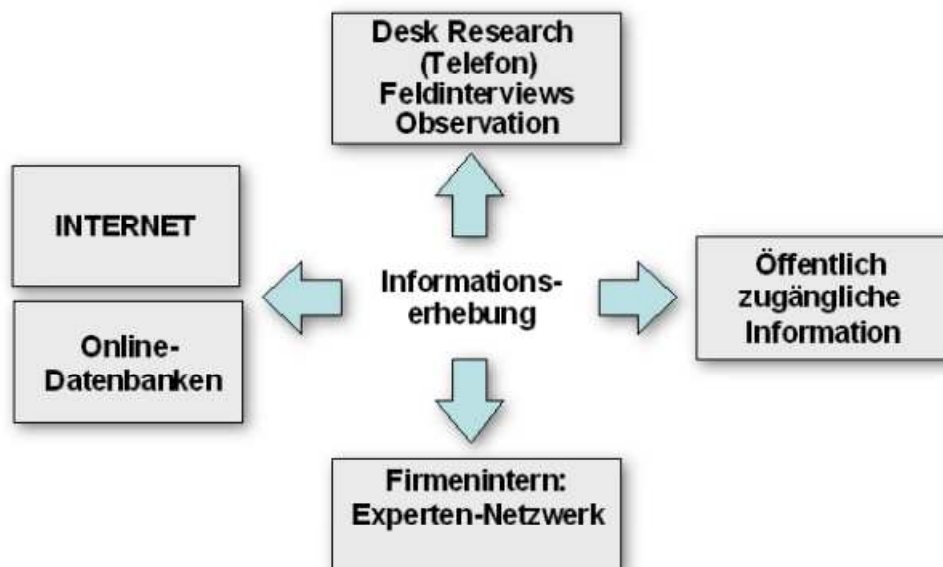 Desk Research
(Telefon)
Feldinterviews
Observation
INTERNET
Online-
Datenbanken
Informations-
erhebung
Öffentlich
zugängliche
Information
Firmenintern:
Experten-Netzwerk